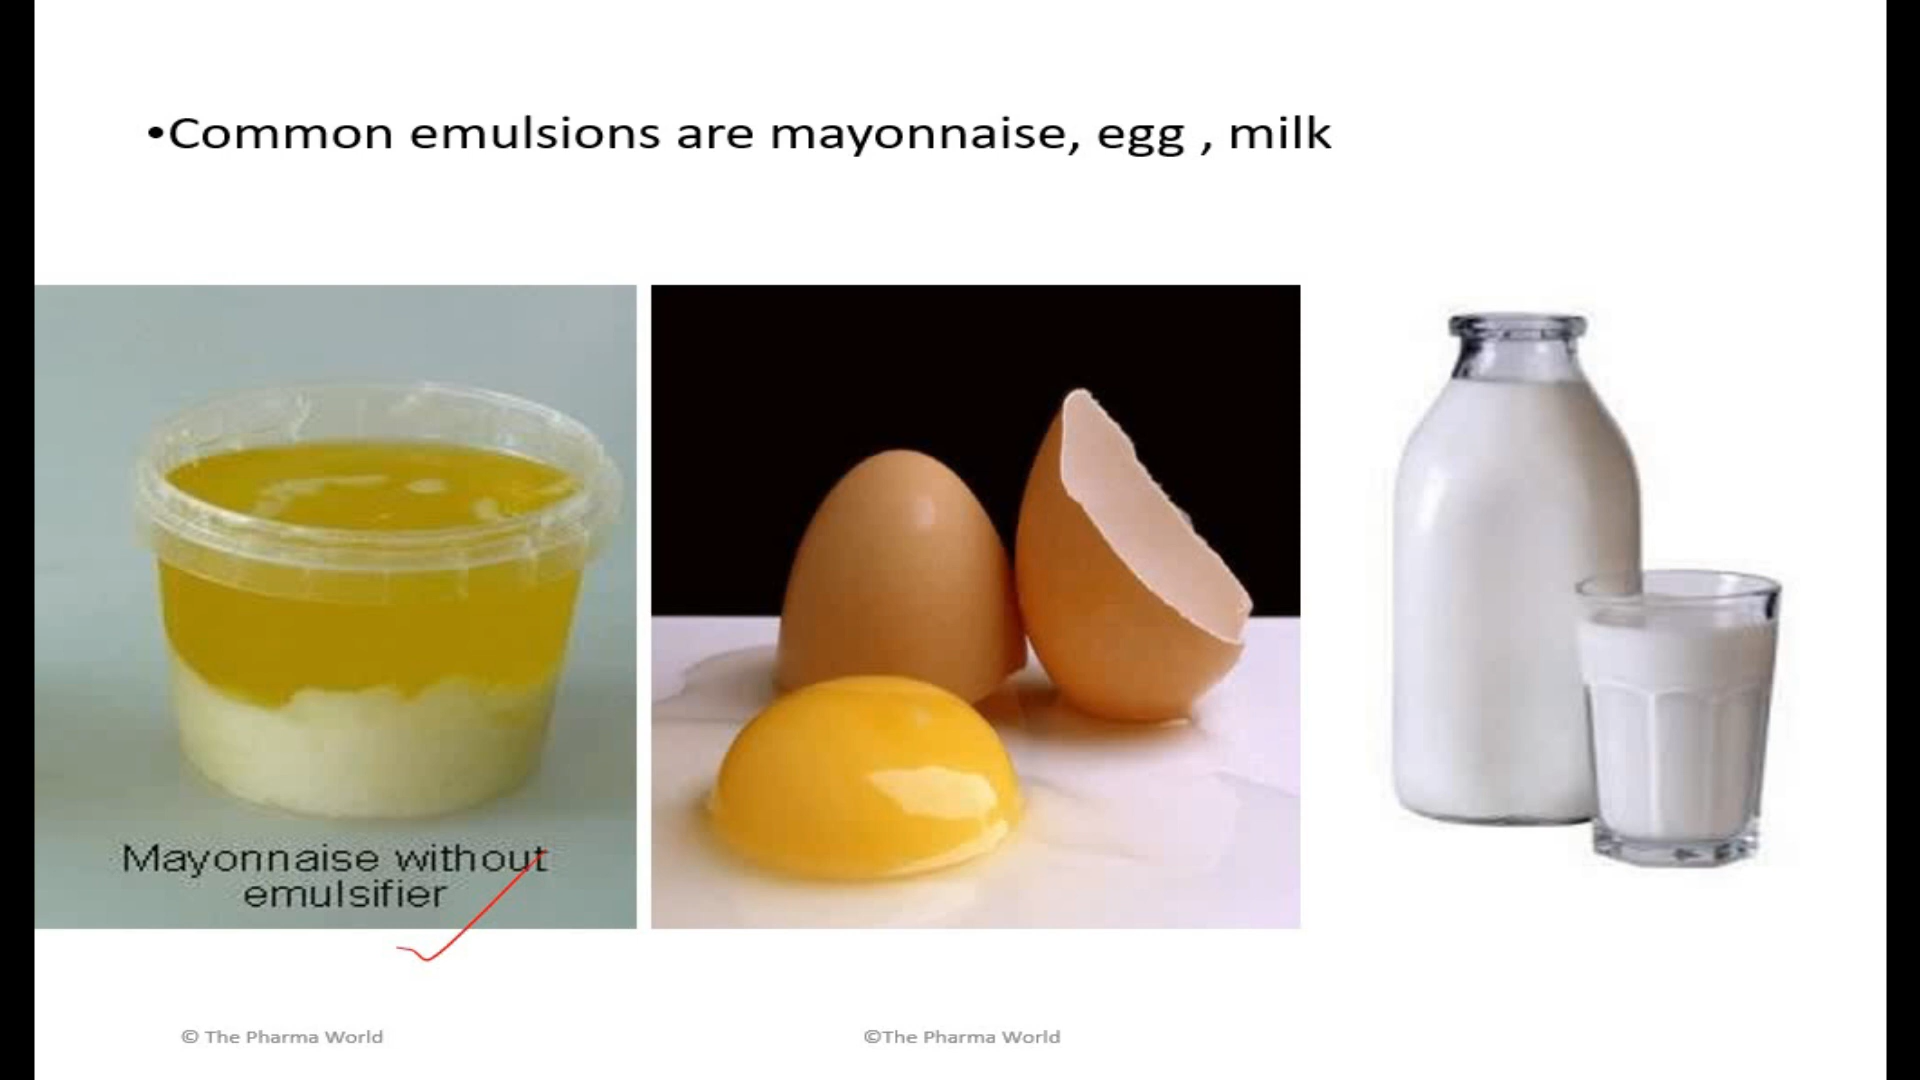 •Common emulsions are mayonnaise, egg , milk
Mayonnaise without
emulsifier
© The Pharma World
©The Pharma World